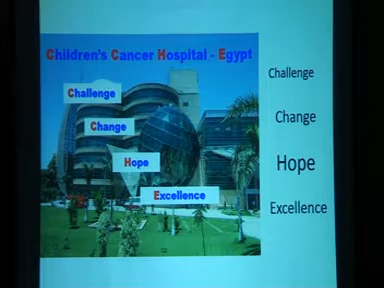 Children's Cancer Hospital - Egypt
Challenge
Change
Hope
Excellence
Challenge
Change
Hope
Excellence